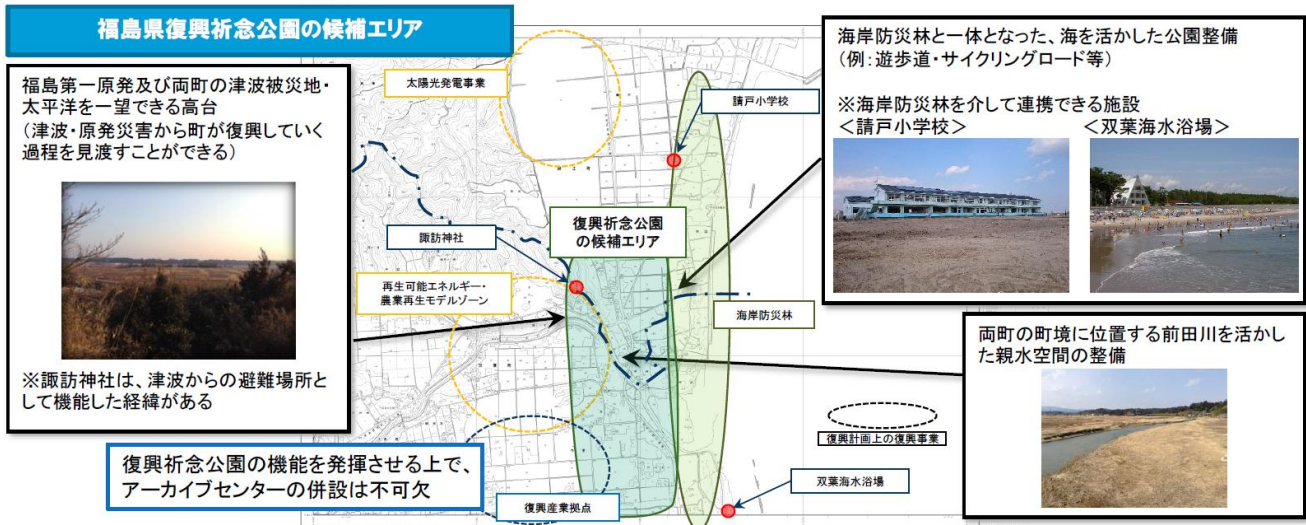 福島県復興祈念公園の候補エリア
福島第一原発及び両町の津波被災地・
太平洋を一望できる高台
（津波・原発災害から町が復興していく
過程を見渡すことができる）
※諏訪神社は、津波からの避難場所と
して機能した経緯がある
復興祈念公園の機能を発揮させる上で、
アーカイブセンターの併設は不可欠
太陽光発電事業
請戸小学校
諏訪神社
復興祈念公園
の候補エリア
再生可能エネルギー・
農業再生モデルゾーン
海岸防災林
復興産業拠点
双葉海水浴場
復興計画上の復興事業
海岸防災林と一体となった、海を活かした公園整備
（例：遊歩道・サイクリングロード等）
※海岸防災林を介して連携できる施設
＜請戸小学校＞ ＜双葉海水浴場＞
両町の町境に位置する前田川を活かし
た親水空間の整備